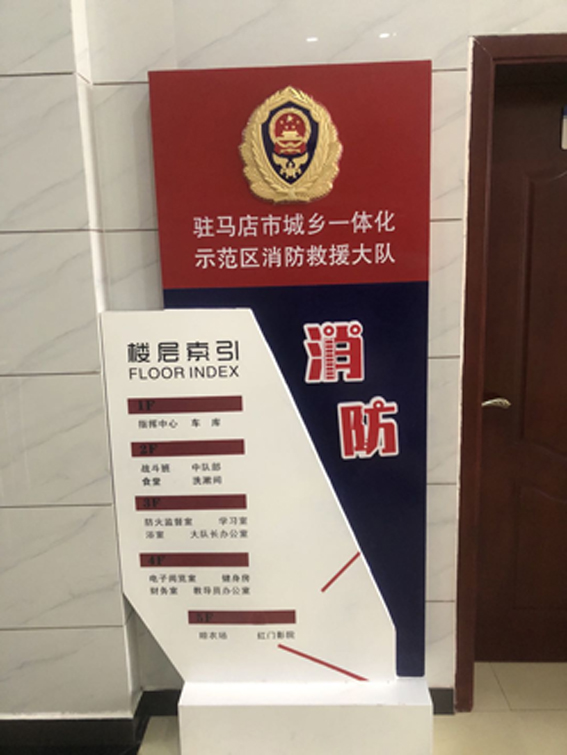 驻马店市城乡一体化
示范区消防救援大队
消
防
楼层索引
FLOOR INDEX
1F
指挥中心 车 库
2F
战斗班 中队部
食堂 洗漱间
3F
防火监督室 学习室
浴室 大队长办公室
4F
电子阅览室 健身房
财务室 教导员办公室
5F
晾衣场 红门影院